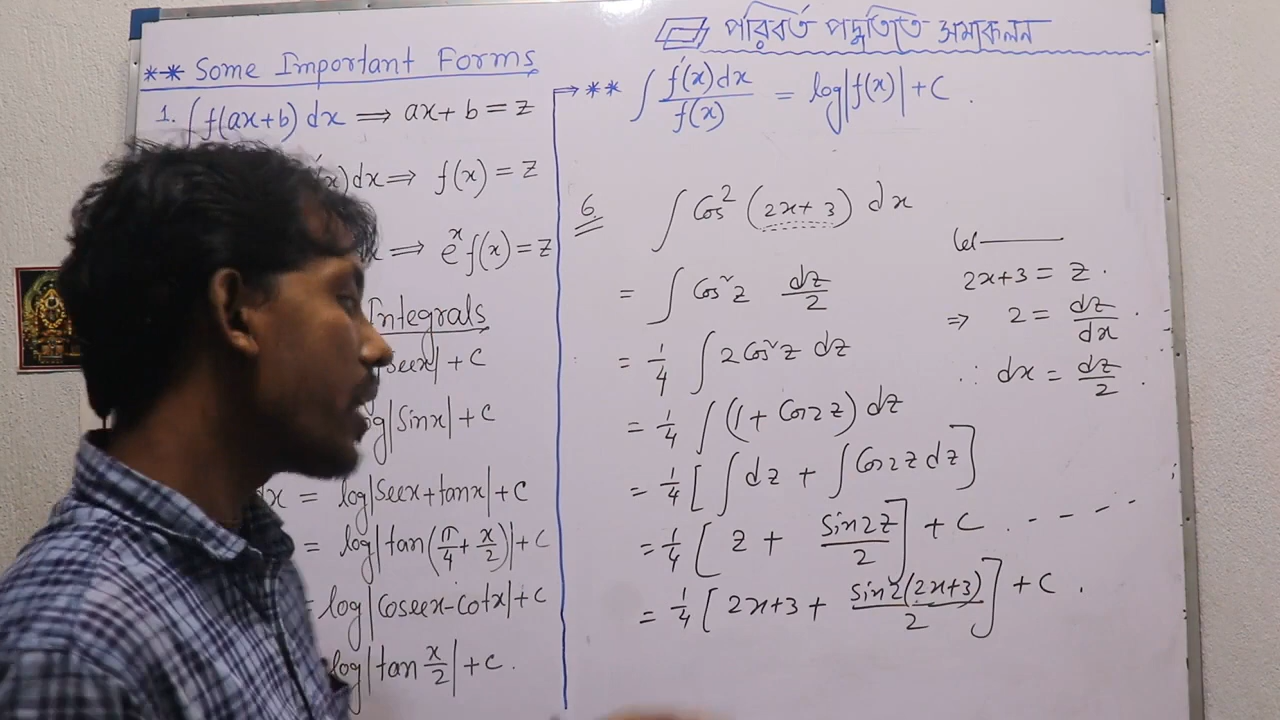 পরিবর্ত পদ্ধতিতে সমাকলন
** Some Important Forms
1. ∫ f(ax+b) dx ⟹ ax+b = z
(x)dx ⟹ f(x) = z
⟹ eˣ f(x) = z
Integrals
secx| + C
log|Sinx| + C
dx = log|Secx+tanx| + C
= log|tan(π/4 + x/2)| + C
= log|Cosecx-cotx| + C
log|tan x/2| + C.
⟹ ** ∫ f'(x)dx / f(x) = log|f(x)| + C.
6 ∫ Cos² (2x+3) dx
= ∫ Cos²z dz/2
= 1/4 ∫ 2Cos²z dz
= 1/4 ∫ (1 + Cos2z) dz
= 1/4 [ ∫ dz + ∫ Cos2z dz ]
= 1/4 [ z + Sin2z/2 ] + C . - - - -
= 1/4 [ 2x+3 + Sin2(2x+3)/2 ] + C .
let
2x+3 = z .
⟹ 2 = dz/dx .
∴ dx = dz/2 .